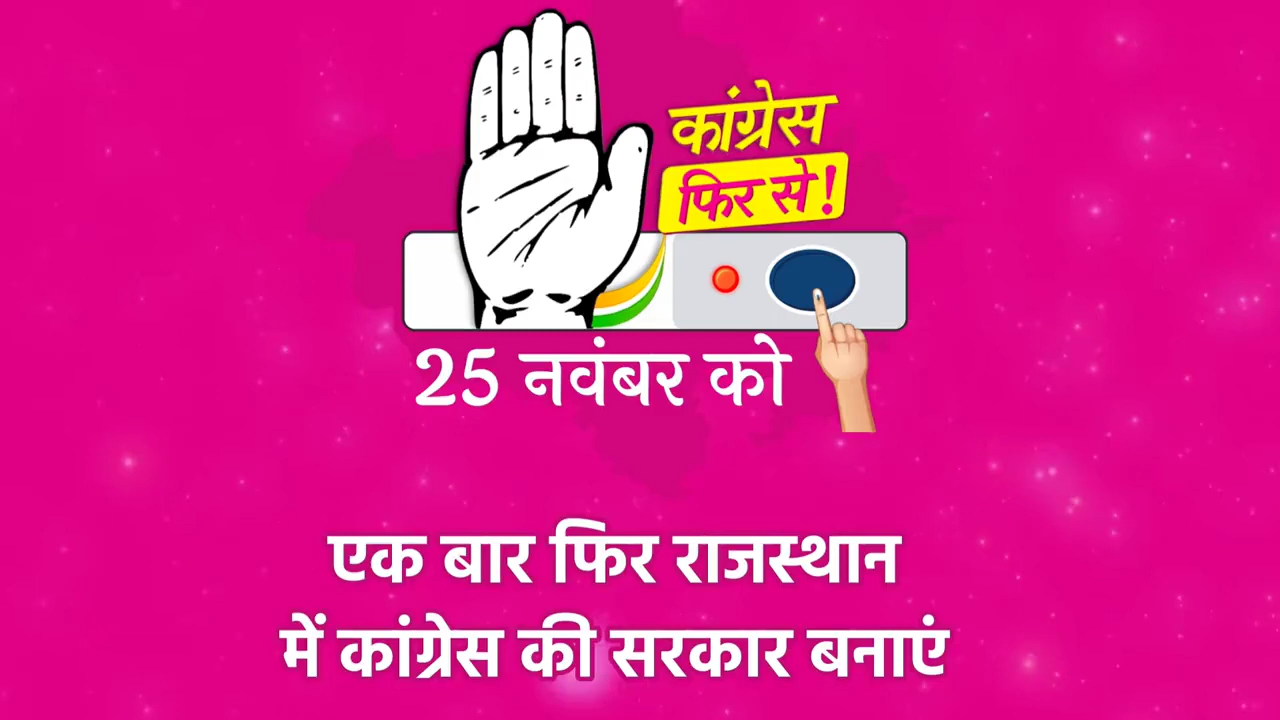 कांग्रेस
फिर से!
25 नवंबर को
एक बार फिर राजस्थान
में कांग्रेस की सरकार बनाएं